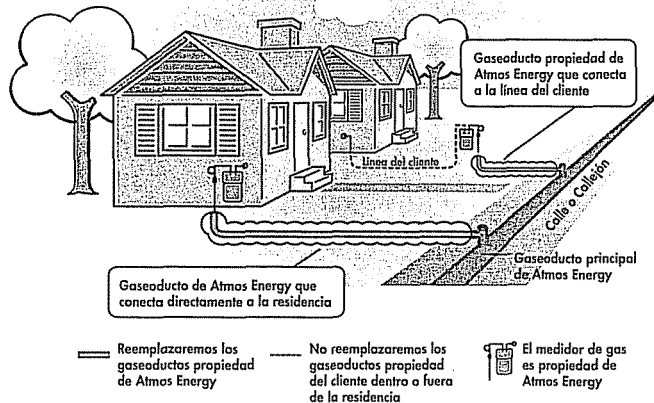 Gaseoducto propiedad de
Atmos Energy que conecta
a la línea del cliente
Línea del cliente
Calle o Callejón
Gaseoducto principal
de Atmos Energy
Gaseoducto de Atmos Energy que
conecta directamente a la residencia
Reemplazaremos los
gaseoductos propiedad
de Atmos Energy
No reemplazaremos los
gaseoductos propiedad
del cliente dentro o fuera
de la residencia
El medidor de gas
es propiedad de
Atmos Energy